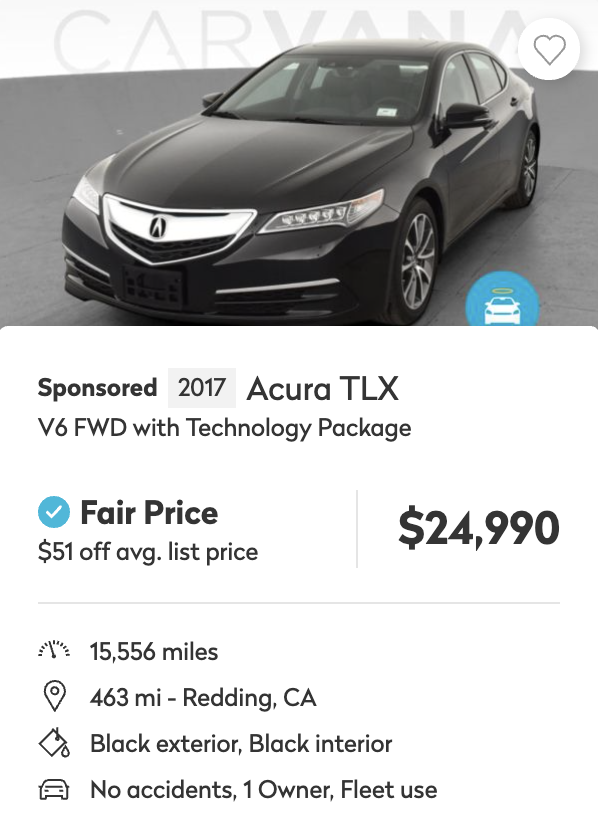 CARVANA
Sponsored 2017 Acura TLX
V6 FWD with Technology Package
Fair Price
$51 off avg. list price
$24,990
15,556 miles
463 mi - Redding, CA
Black exterior, Black interior
No accidents, 1 Owner, Fleet use